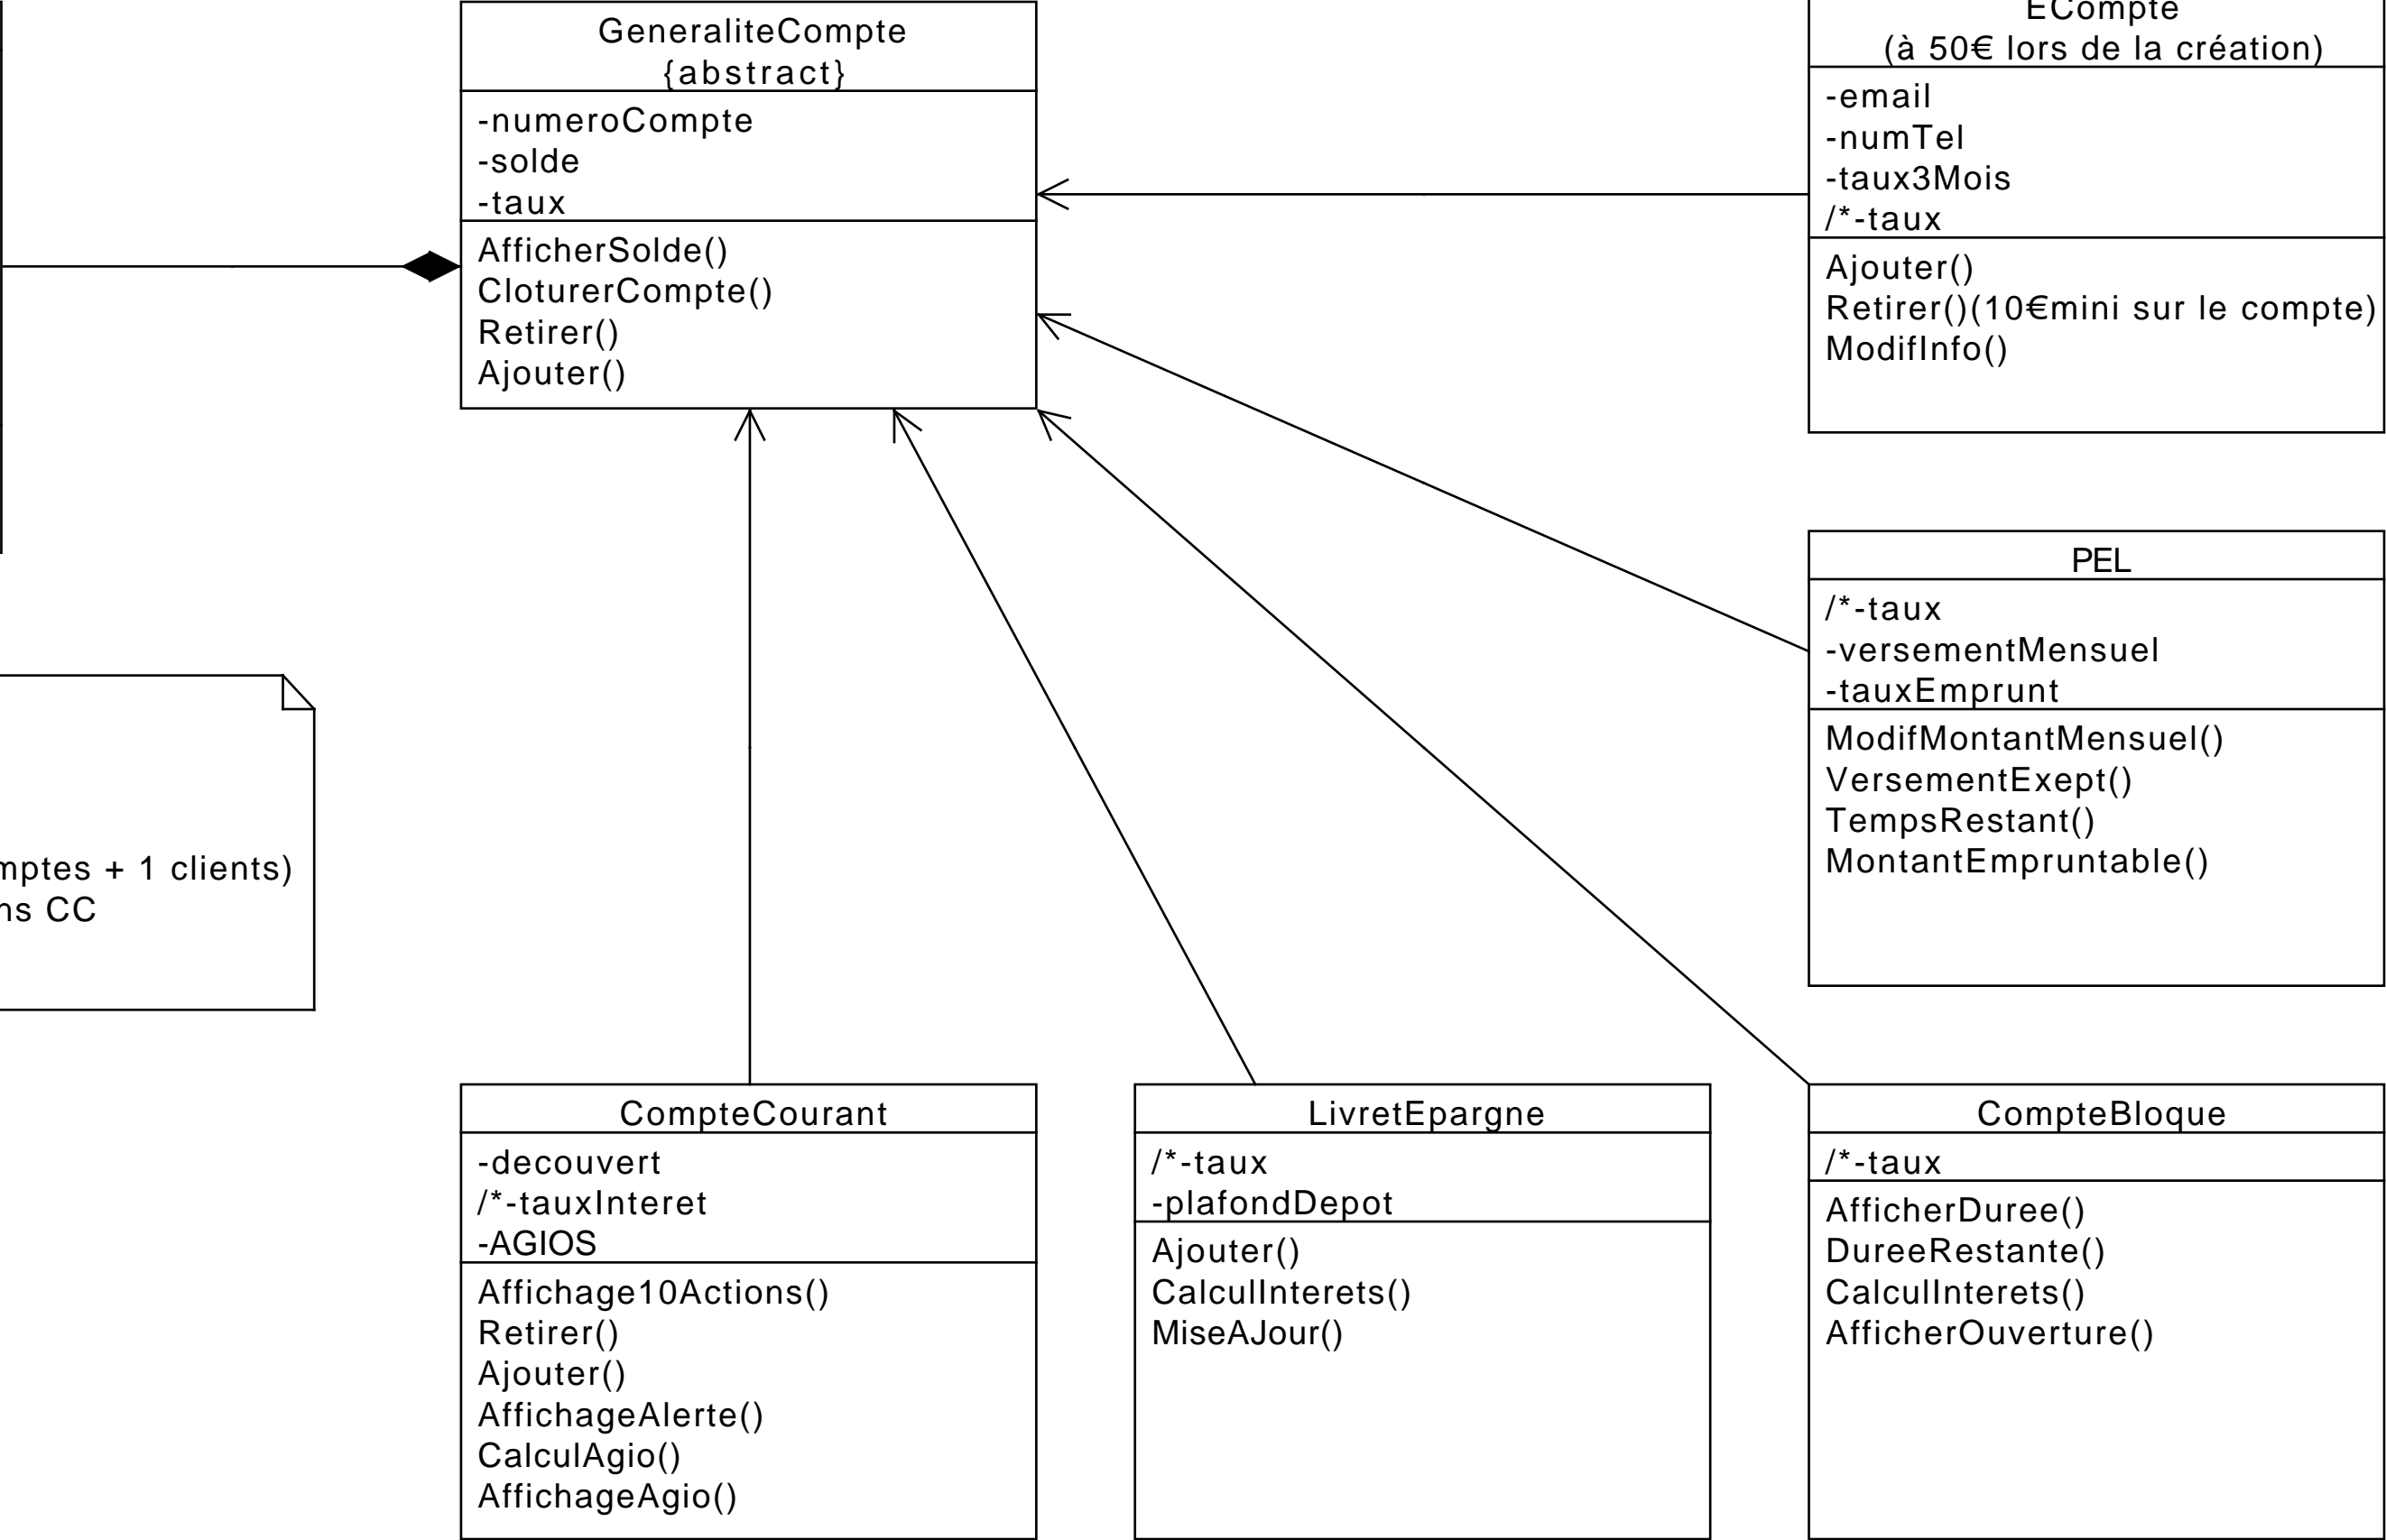 GeneraliteCompte
{abstract}
-numeroCompte
-solde
-taux
AfficherSolde()
CloturerCompte()
Retirer()
Ajouter()
ECompte
(à 50€ lors de la création)
-email
-numTel
-taux3Mois
/*-taux
Ajouter()
Retirer()(10€mini sur le compte)
ModifInfo()
PEL
/*-taux
-versementMensuel
-tauxEmprunt
ModifMontantMensuel()
VersementExept()
TempsRestant()
MontantEmpruntable()
+ 1 clients)
CC
CompteCourant
-decouvert
/*-tauxInteret
-AGIOS
Affichage10Actions()
Retirer()
Ajouter()
AffichageAlerte()
CalculAgio()
AffichageAgio()
LivretEpargne
/*-taux
-plafondDepot
Ajouter()
CalculInterets()
MiseAJour()
CompteBloque
/*-taux
AfficherDuree()
DureeRestante()
CalculInterets()
AfficherOuverture()